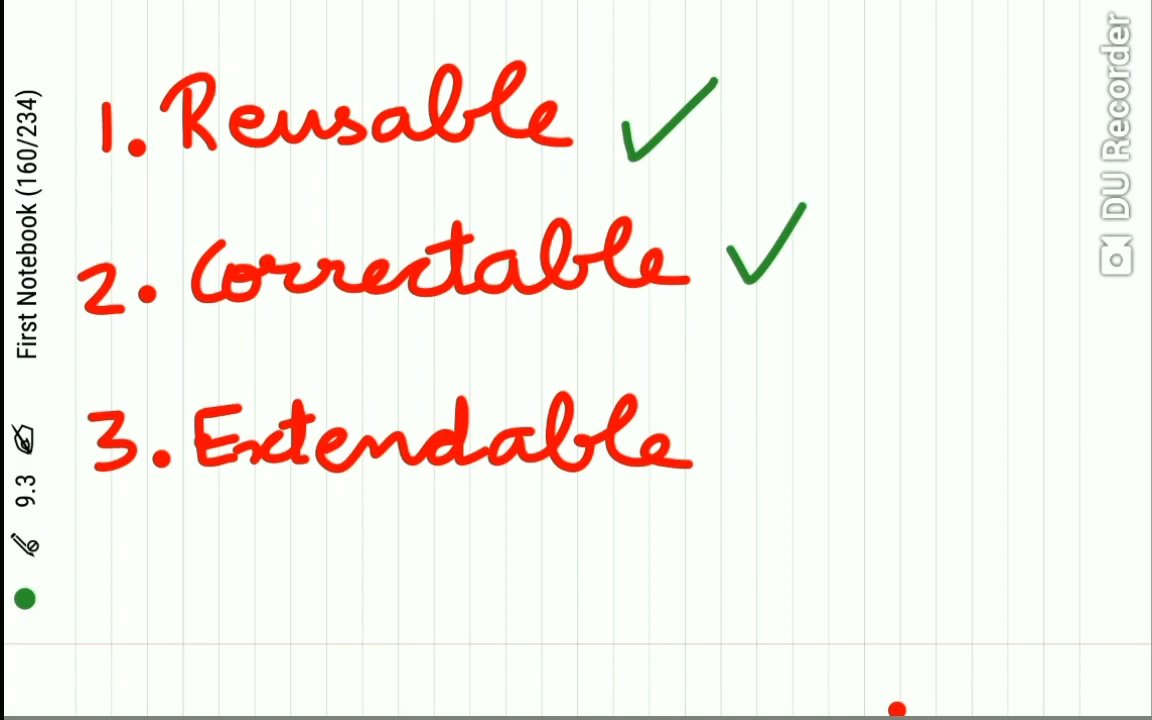 1. Reusable ✓
2. Correctable ✓
3. Extendable
First Notebook (160/234)
9.3
DU Recorder